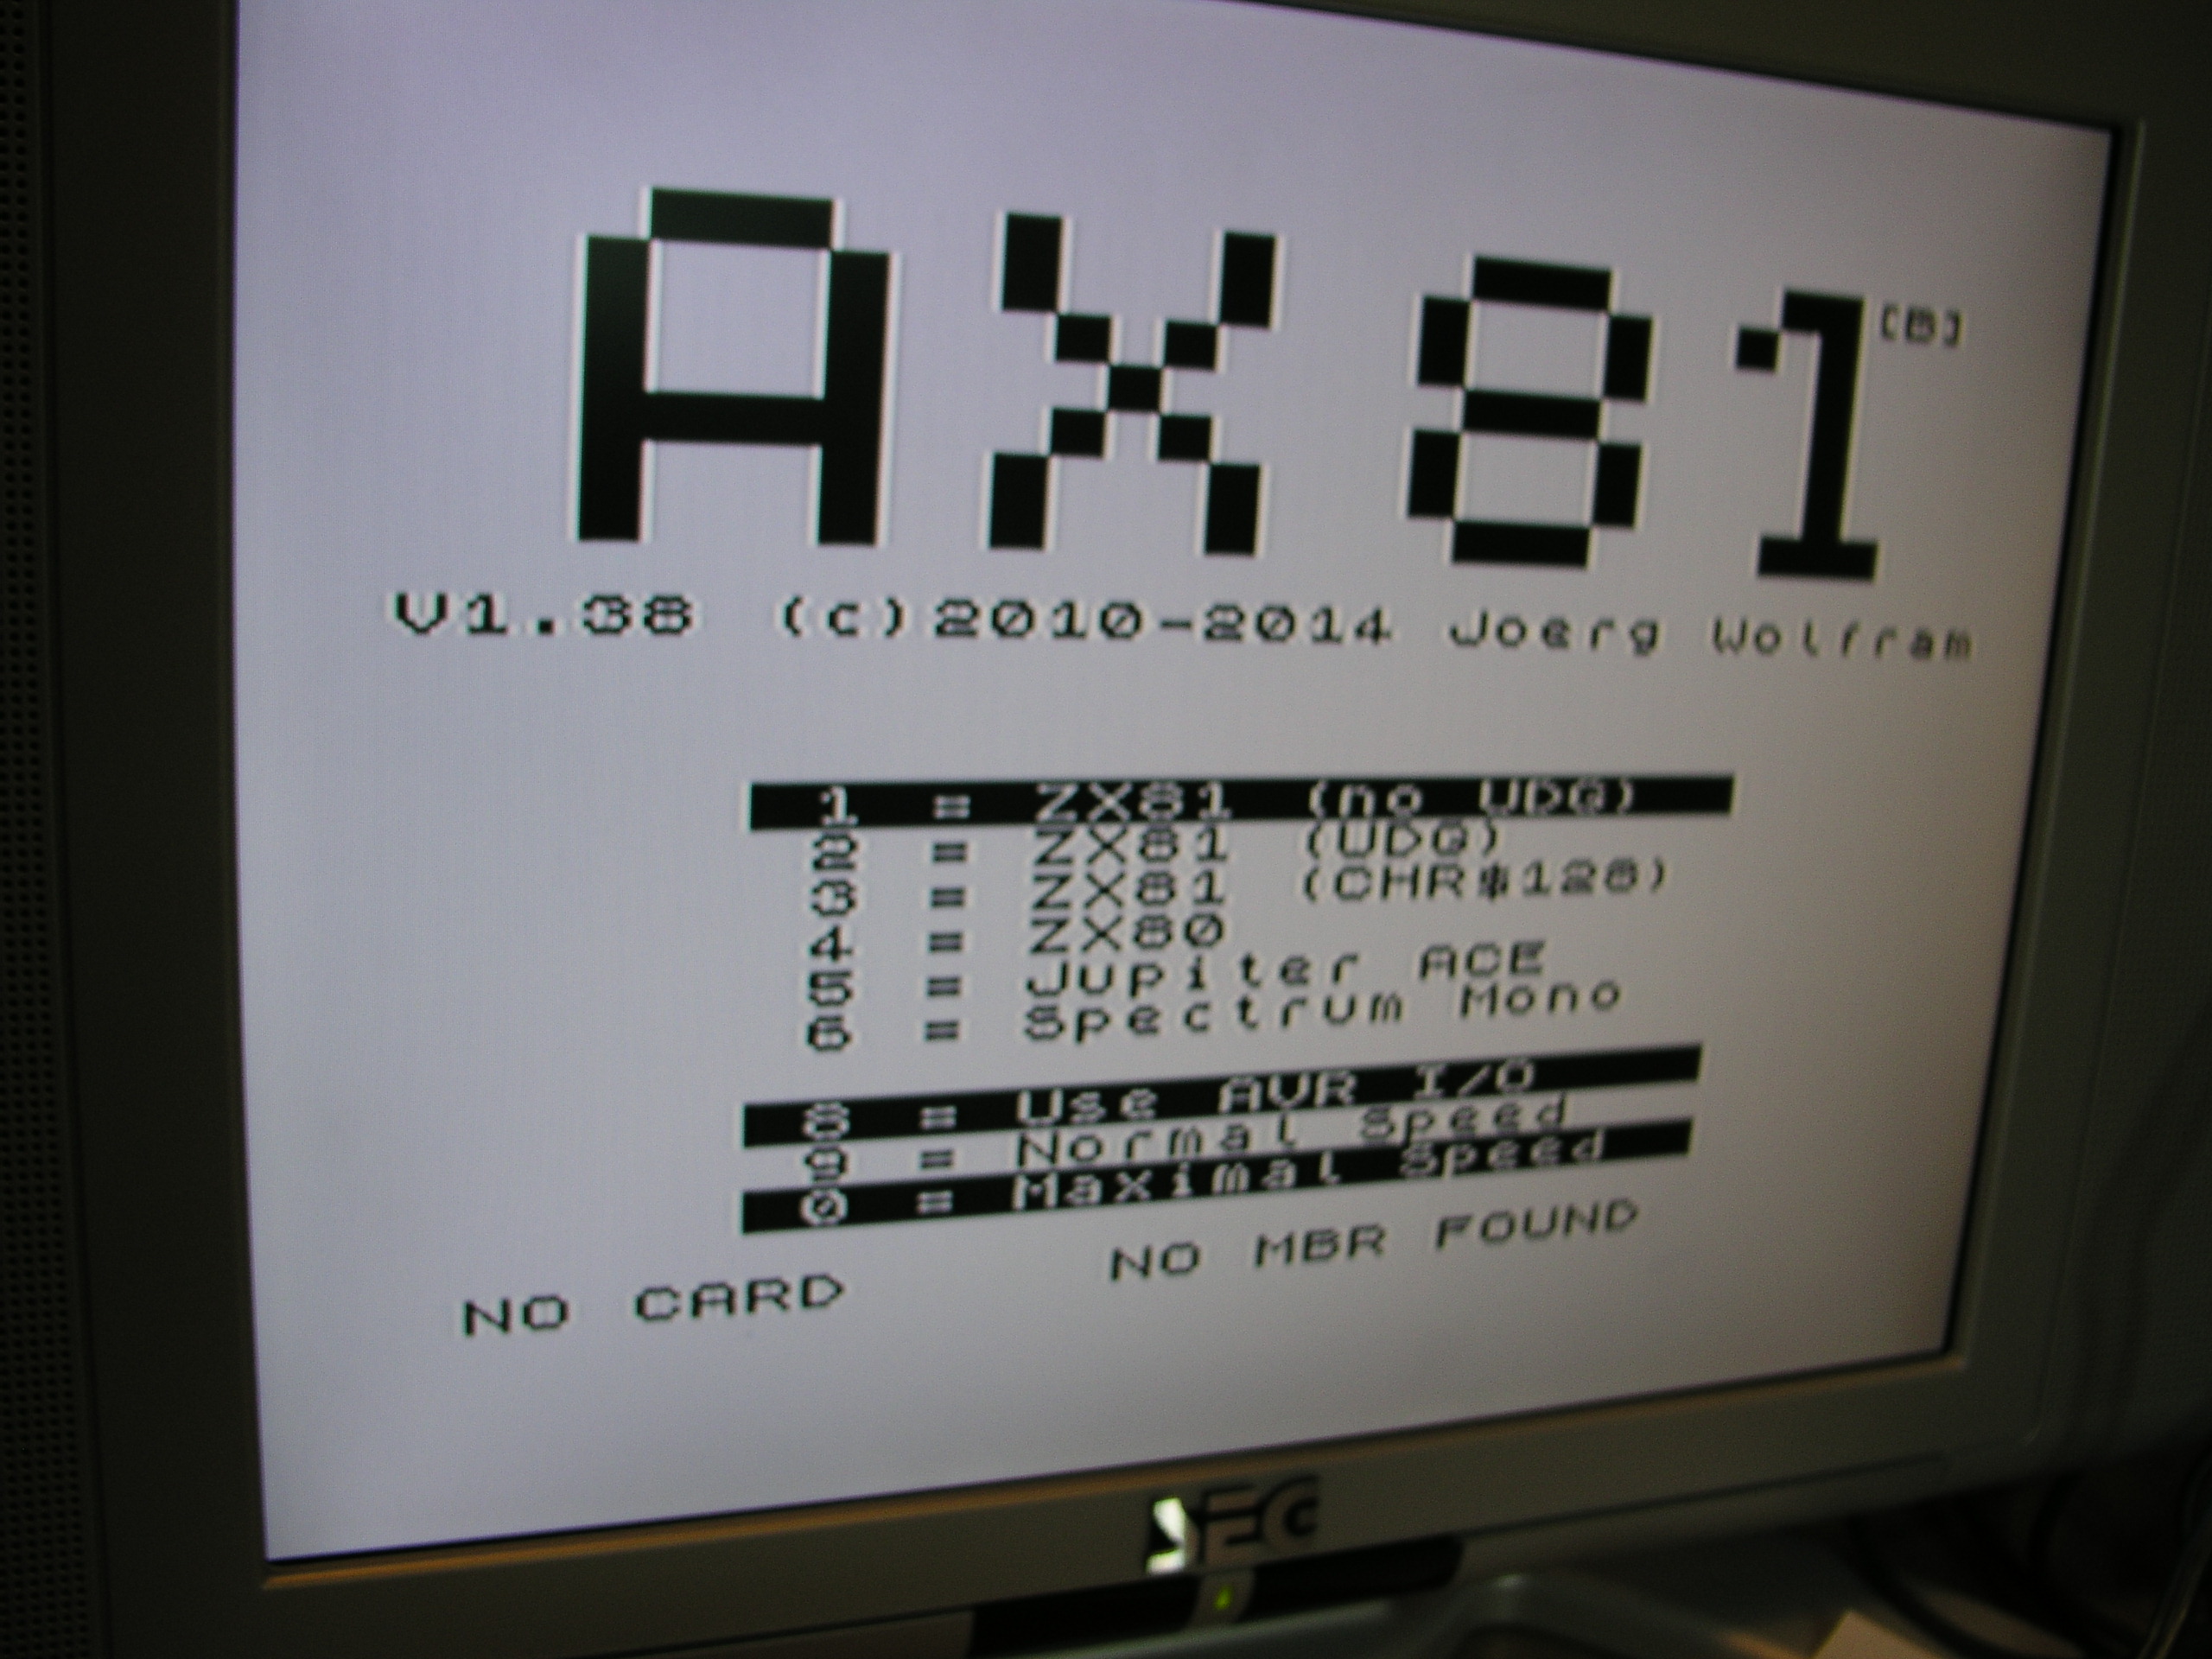 AX81 [B]
V1.38 (c)2010-2014 Joerg Wolfram
1 = ZX81 (no UDG)
2 = ZX81 (UDG)
3 = ZX81 (CHR$128)
4 = ZX80
5 = Jupiter ACE
6 = Spectrum Mono
8 = Use AVR I/O
9 = Normal Speed
0 = Maximal Speed
NO CARD NO MBR FOUND
SEG